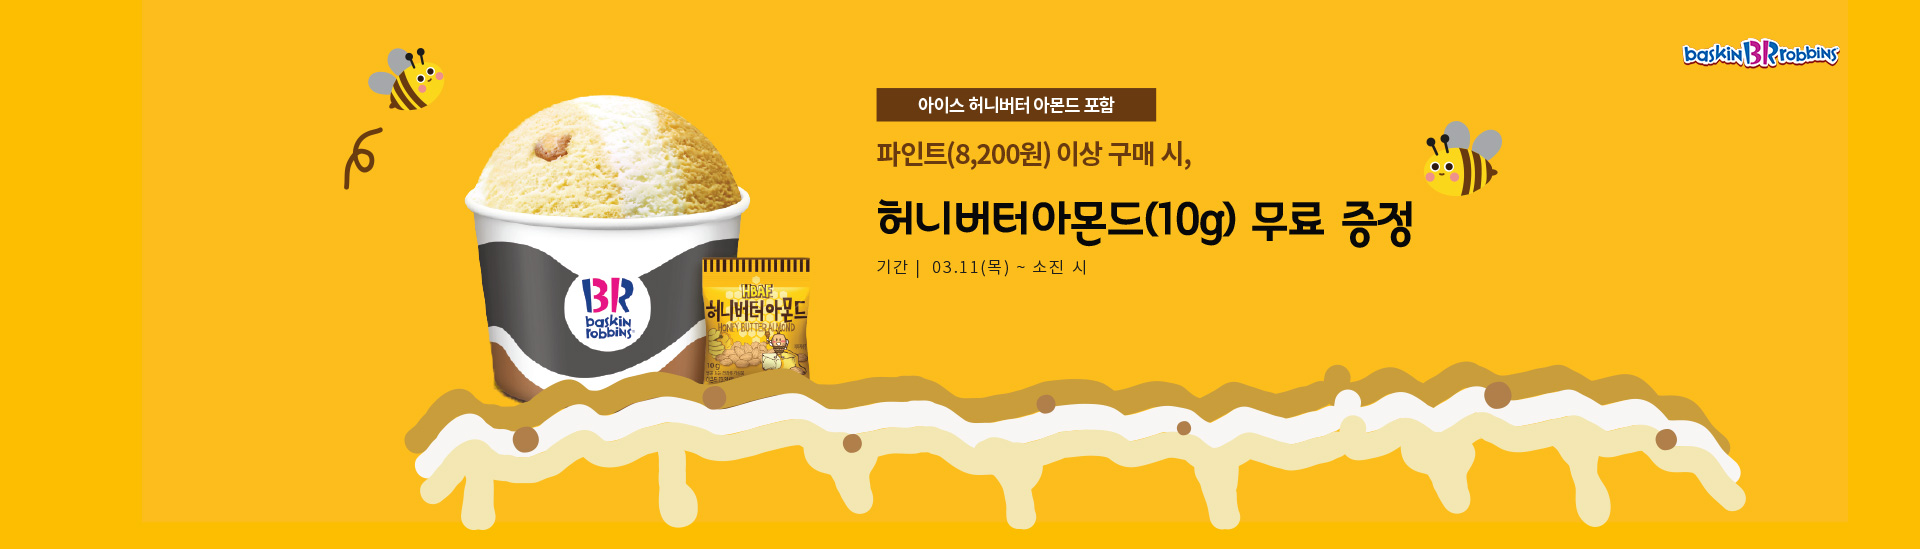 baskin BR robbins
아이스 허니버터 아몬드 포함
파인트(8,200원) 이상 구매 시,
허니버터아몬드(10g) 무료 증정
기간 | 03.11(목) ~ 소진 시
BR
baskin
robbins
HBAF
허니버터아몬드
HONEY BUTTER ALMOND
10g